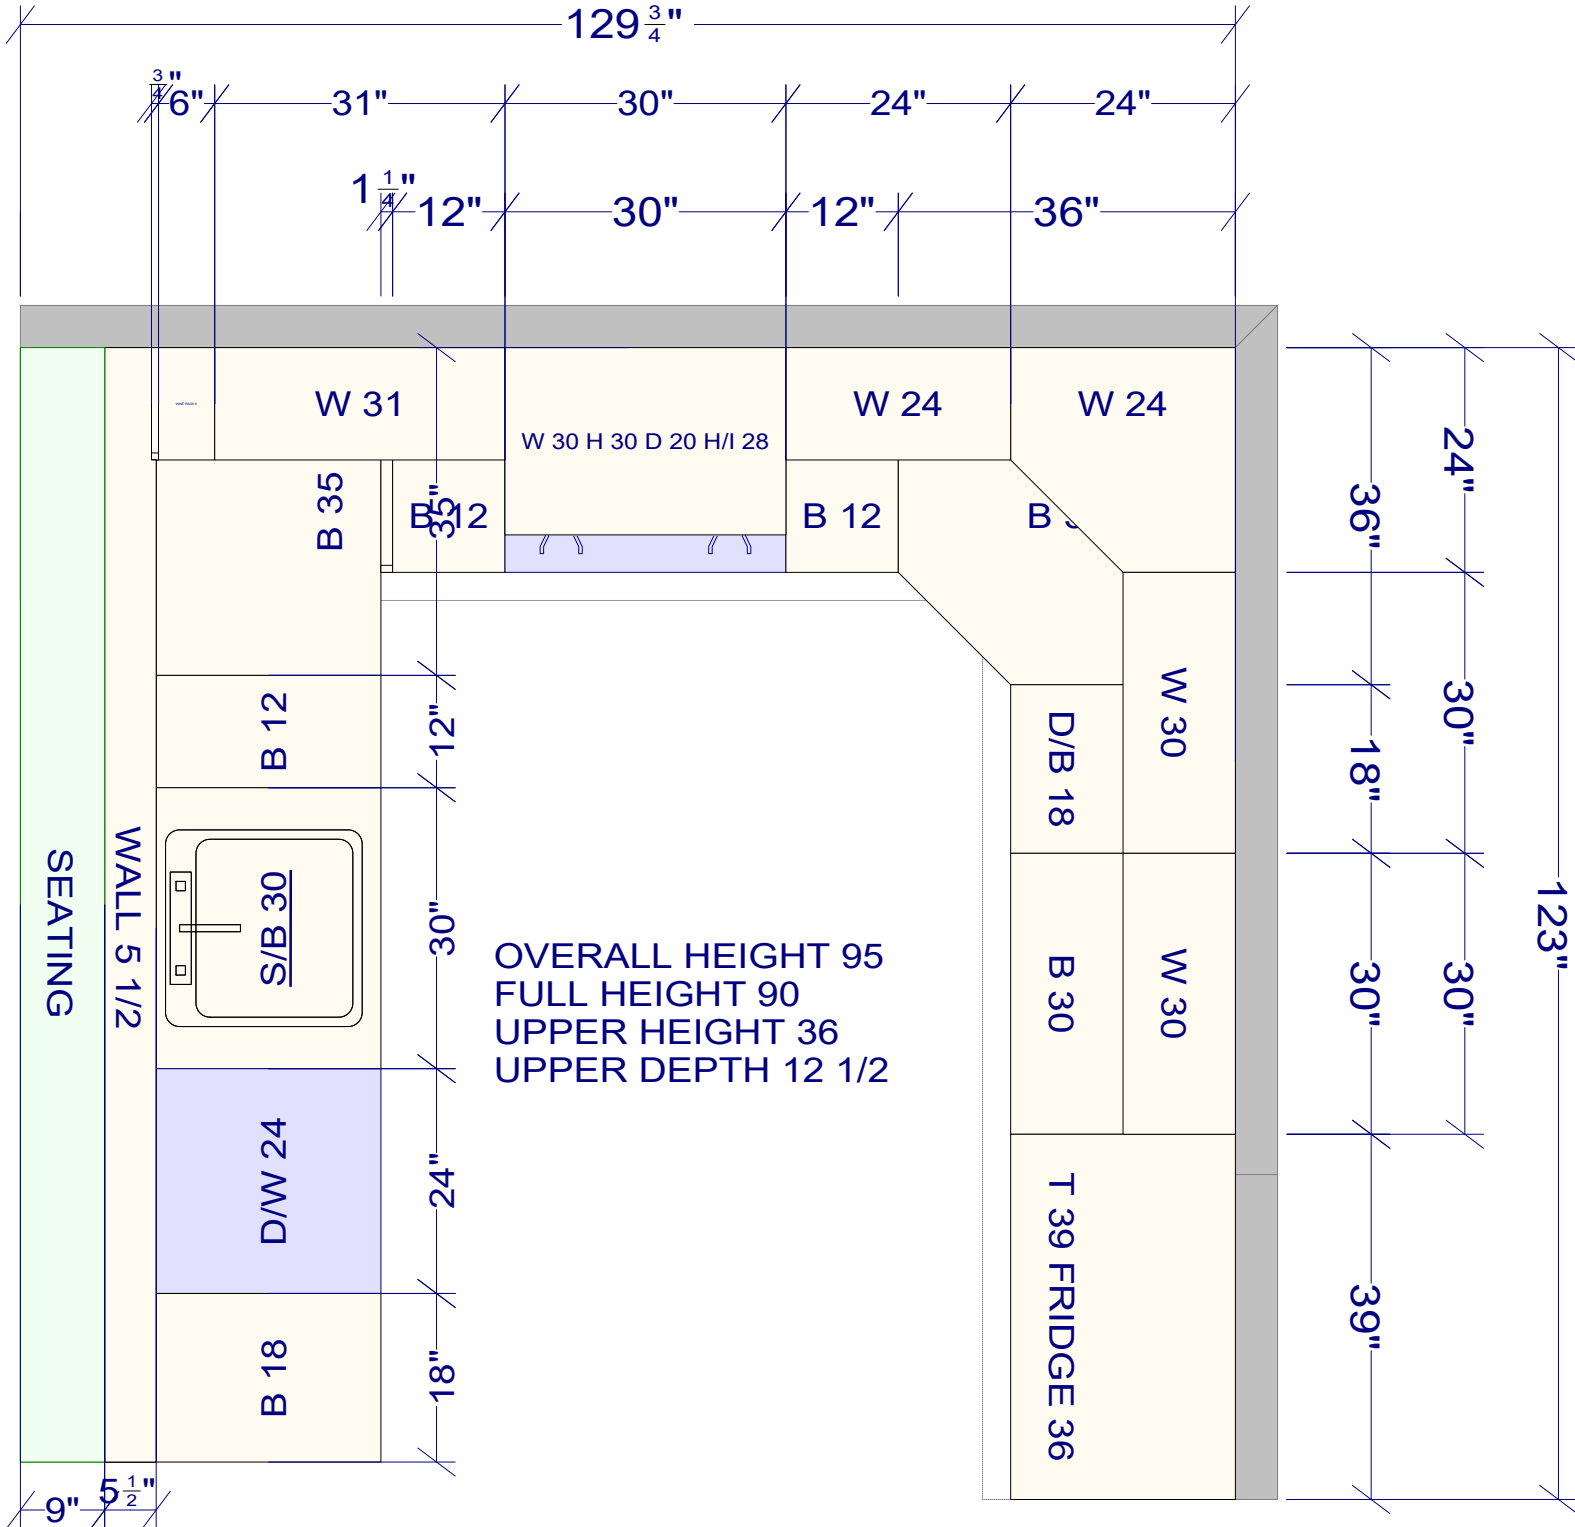 129 3/4"
3/4"
6"
31"
30"
24"
24"
1 1/4"
12"
30"
12"
36"
W 31
W 30 H 30 D 20 H/I 28
W 24
W 24
B 35
B 12
35"
B 12
B
24"
36"
W 30
D/B 18
30"
18"
B 12
12"
SEATING
WALL 5 1/2
S/B 30
30"
OVERALL HEIGHT 95
FULL HEIGHT 90
UPPER HEIGHT 36
UPPER DEPTH 12 1/2
B 30
W 30
30"
30"
123"
D/W 24
24"
T 39 FRIDGE 36
39"
B 18
18"
9"
5 1/2"